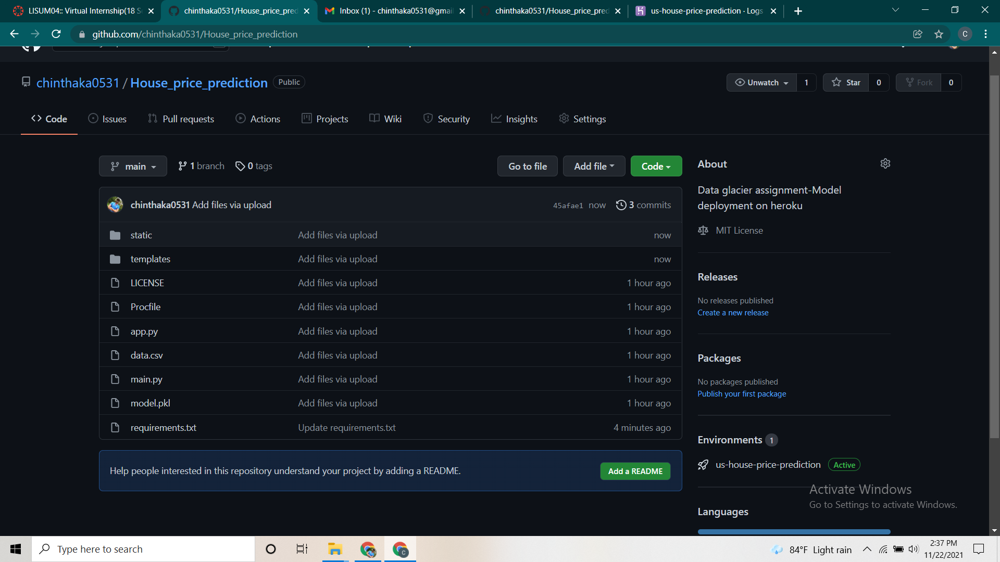 LISUM04:: Virtual Internship(18 S
chinthaka0531/House_price_pred
Inbox (1) - chinthaka0531@gmai
chinthaka0531/House_price_pred
us-house-price-prediction · Logs
github.com/chinthaka0531/House_price_prediction
C
chinthaka0531 / House_price_prediction Public
Unwatch 1
Star 0
Fork 0
Code
Issues
Pull requests
Actions
Projects
Wiki
Security
Insights
Settings
main
1 branch
0 tags
Go to file
Add file
Code
chinthaka0531 Add files via upload 45afae1 now 3 commits
static Add files via upload now
templates Add files via upload now
LICENSE Add files via upload 1 hour ago
Procfile Add files via upload 1 hour ago
app.py Add files via upload 1 hour ago
data.csv Add files via upload 1 hour ago
main.py Add files via upload 1 hour ago
model.pkl Add files via upload 1 hour ago
requirements.txt Update requirements.txt 4 minutes ago
Help people interested in this repository understand your project by adding a README.
Add a README
About
Data glacier assignment-Model
deployment on heroku
MIT License
Releases
No releases published
Create a new release
Packages
No packages published
Publish your first package
Environments 1
us-house-price-prediction Active
Languages
Activate Windows
Go to Settings to activate Windows.
Type here to search
C
84°F Light rain
2:37 PM
11/22/2021